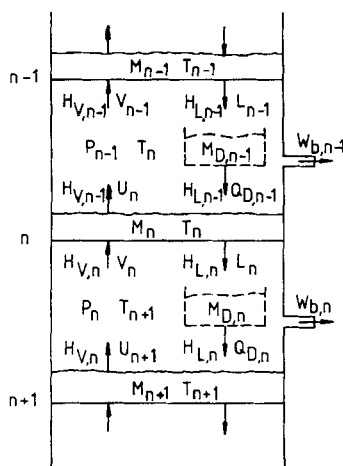 n-1 M_{n-1} T_{n-1}
H_{V,n-1} V_{n-1} H_{L,n-1} L_{n-1}
W_{b,n-1}
P_{n-1} T_n M_{D,n-1}
H_{V,n-1} U_n H_{L,n-1} Q_{D,n-1}
n M_n T_n
H_{V,n} V_n H_{L,n} L_n
W_{b,n}
P_n T_{n+1} M_{D,n}
H_{V,n} U_{n+1} H_{L,n} Q_{D,n}
n+1 M_{n+1} T_{n+1}